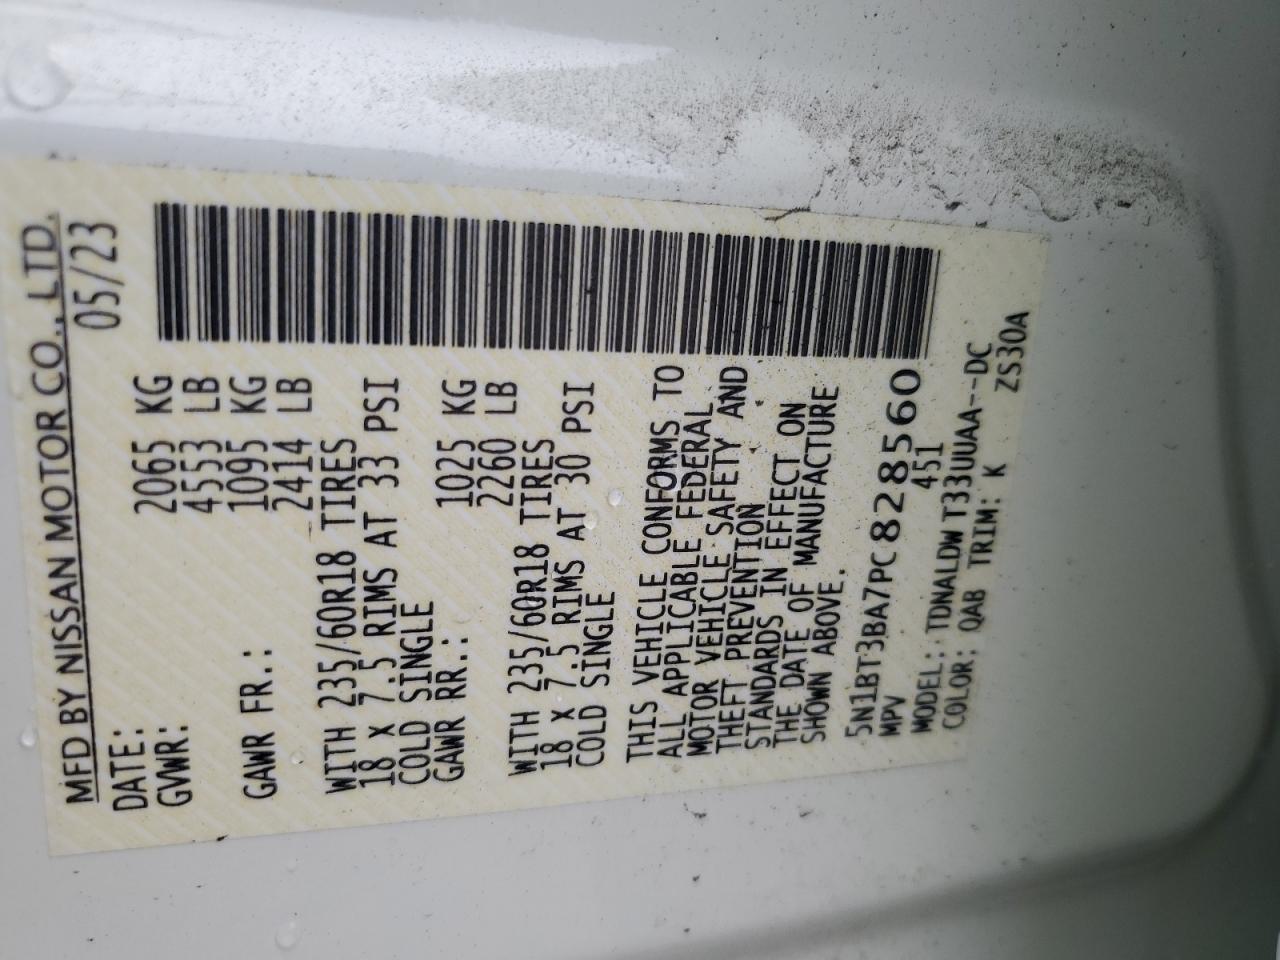 MFD BY NISSAN MOTOR CO., LTD.
DATE: 05/23
GVWR: 2065 KG
4553 LB
GAWR FR.: 1095 KG
2414 LB
WITH 235/60R18 TIRES
18 X 7.5 RIMS AT 33 PSI
COLD SINGLE
GAWR RR.: 1025 KG
2260 LB
WITH 235/60R18 TIRES
18 X 7.5 RIMS AT 30 PSI
COLD SINGLE
THIS VEHICLE CONFORMS TO
ALL APPLICABLE FEDERAL
MOTOR VEHICLE SAFETY AND
THEFT PREVENTION
STANDARDS IN EFFECT ON
THE DATE OF MANUFACTURE
SHOWN ABOVE.
5N1BT3BA7PC828560
MPV 451
MODEL: TDNALDW T33UUAA--DC
COLOR: QAB TRIM: K ZS30A